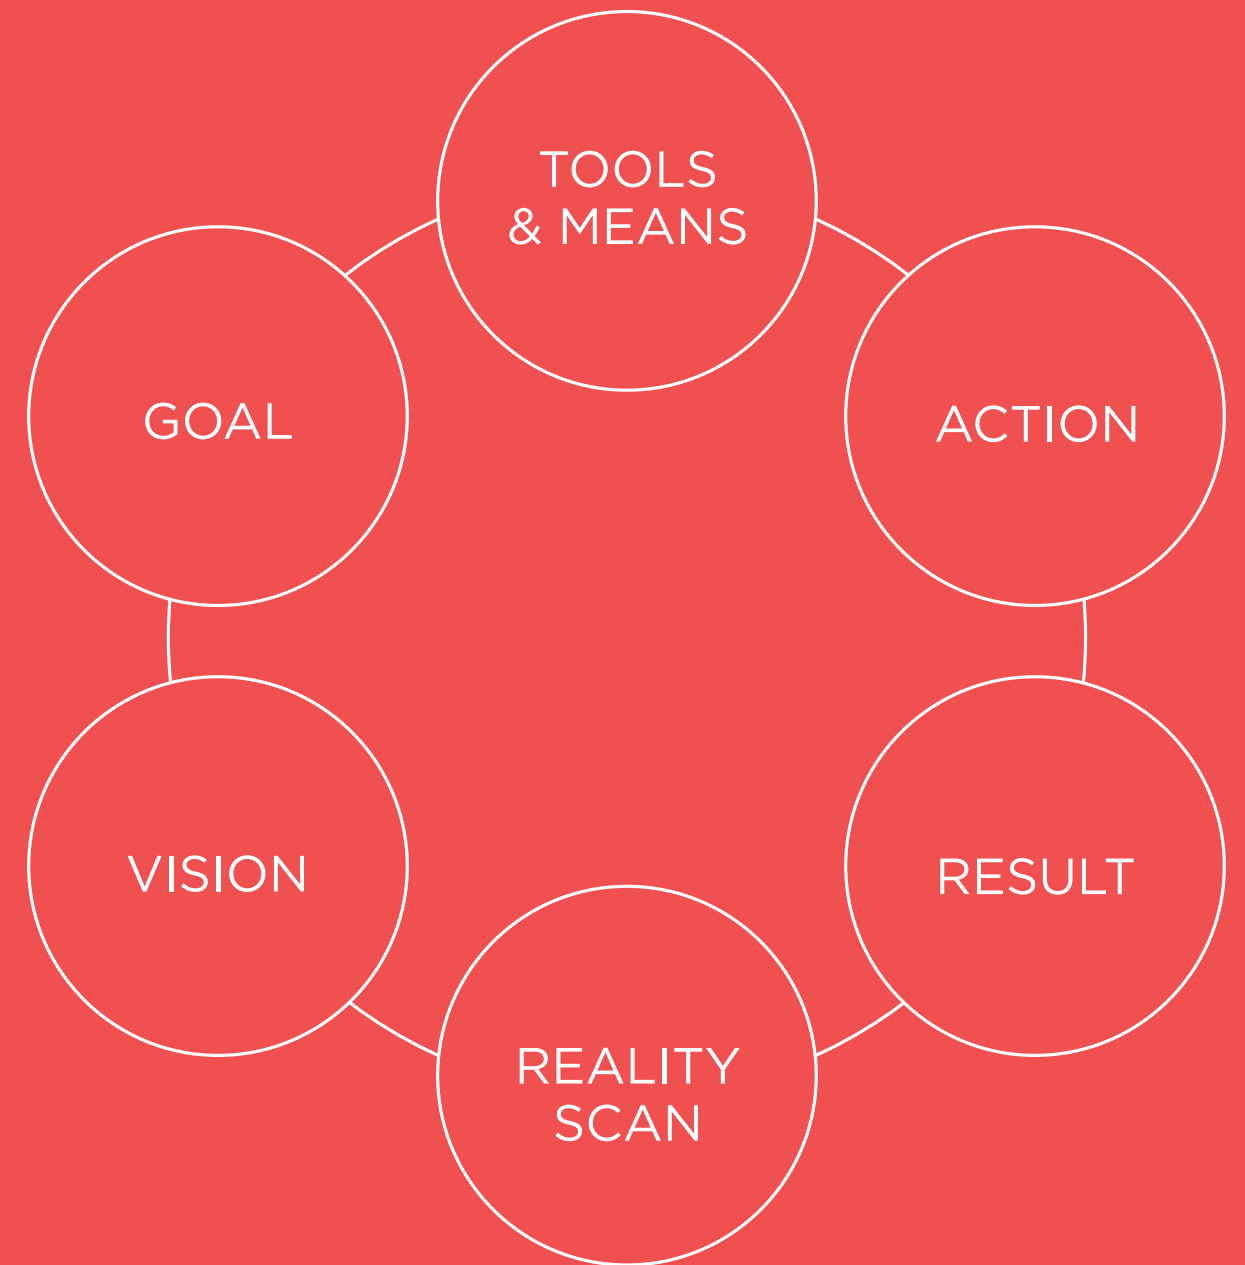 TOOLS
& MEANS
GOAL
ACTION
VISION
RESULT
REALITY
SCAN